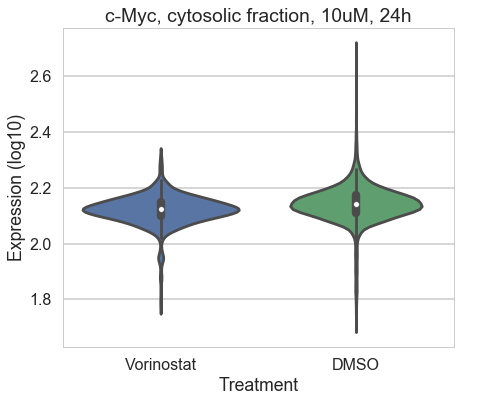 c-Myc, cytosolic fraction, 10uM, 24h
Expression (log10)
2.6
2.4
2.2
2.0
1.8
Vorinostat
DMSO
Treatment